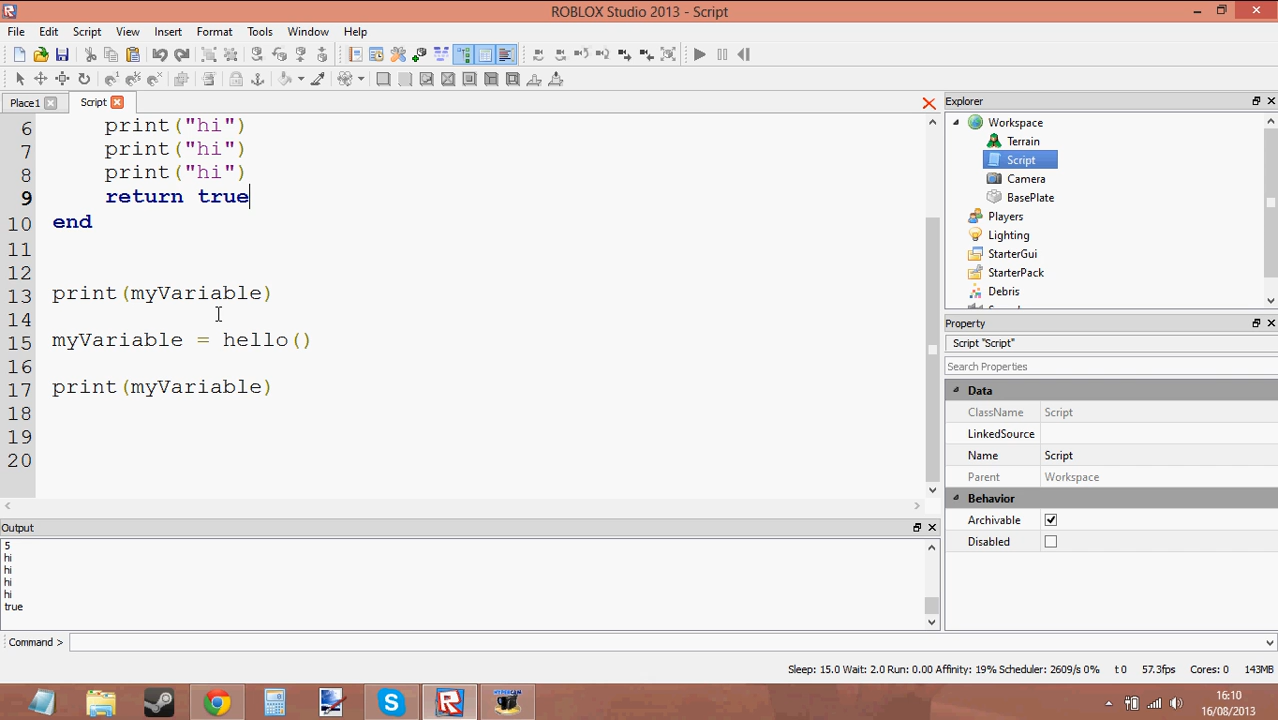 ROBLOX Studio 2013 - Script
File Edit Script View Insert Format Tools Window Help
Place1 Script
6 print("hi")
7 print("hi")
8 print("hi")
9 return true
10 end
11
12
13 print(myVariable)
14
15 myVariable = hello()
16
17 print(myVariable)
18
19
20
Explorer
Workspace
Terrain
Script
Camera
BasePlate
Players
Lighting
StarterGui
StarterPack
Debris
Property
Script "Script"
Search Properties
Data
ClassName Script
LinkedSource
Name Script
Parent Workspace
Behavior
Archivable
Disabled
Output
5
hi
hi
hi
hi
true
Command >
Sleep: 15.0 Wait: 2.0 Run: 0.00 Affinity: 19% Scheduler: 2609/s 0% t 0 57.3fps Cores: 0 143MB
16:10
16/08/2013